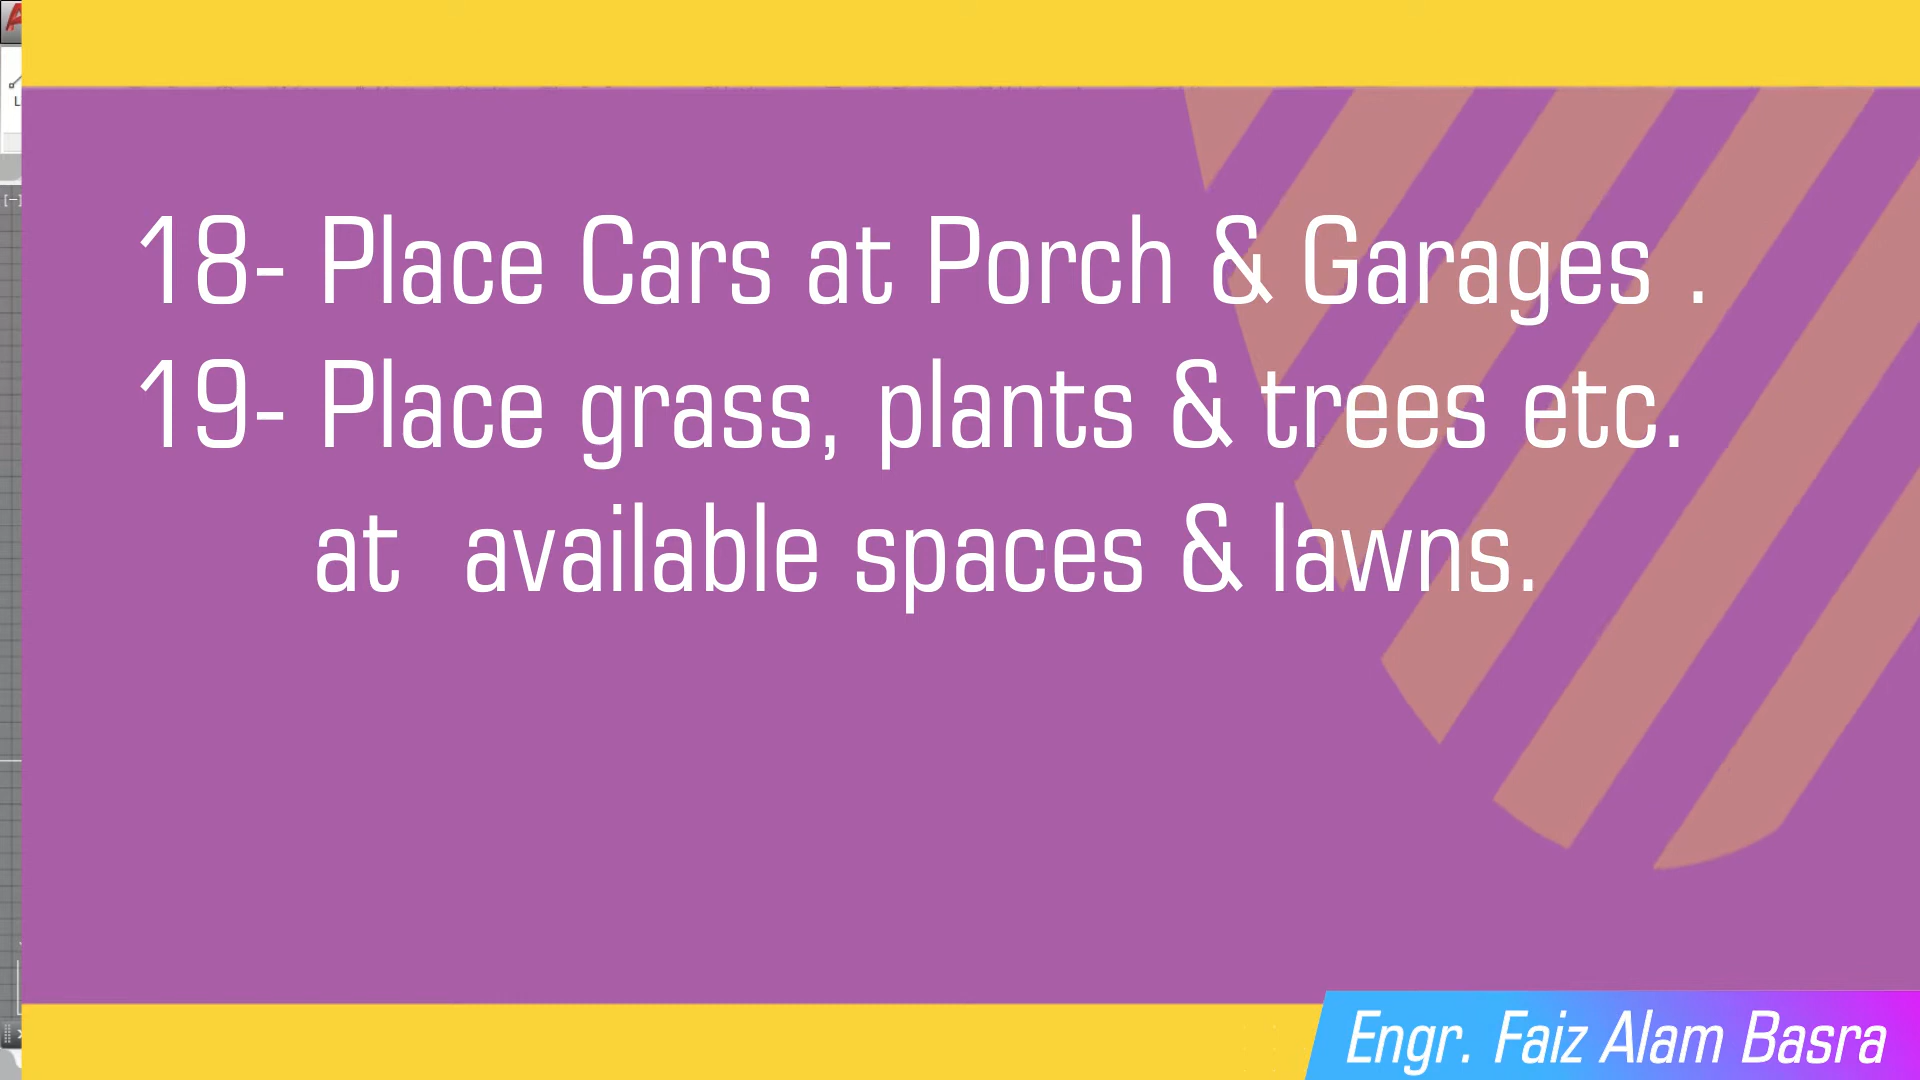 18- Place Cars at Porch & Garages .
19- Place grass, plants & trees etc.
at available spaces & lawns.
Engr. Faiz Alam Basra